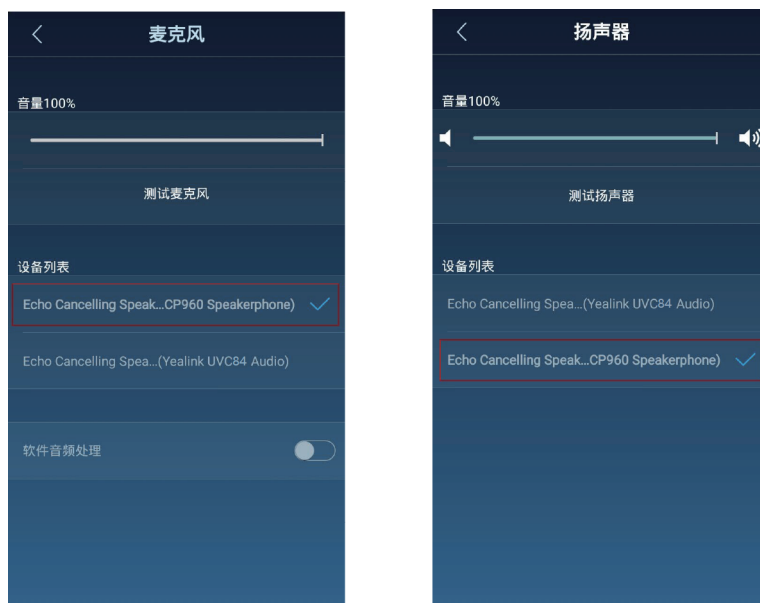 麦克风
音量100%
测试麦克风
设备列表
Echo Cancelling Speak...CP960 Speakerphone)
Echo Cancelling Spea...(Yealink UVC84 Audio)
软件音频处理
扬声器
音量100%
测试扬声器
设备列表
Echo Cancelling Spea...(Yealink UVC84 Audio)
Echo Cancelling Speak...CP960 Speakerphone)